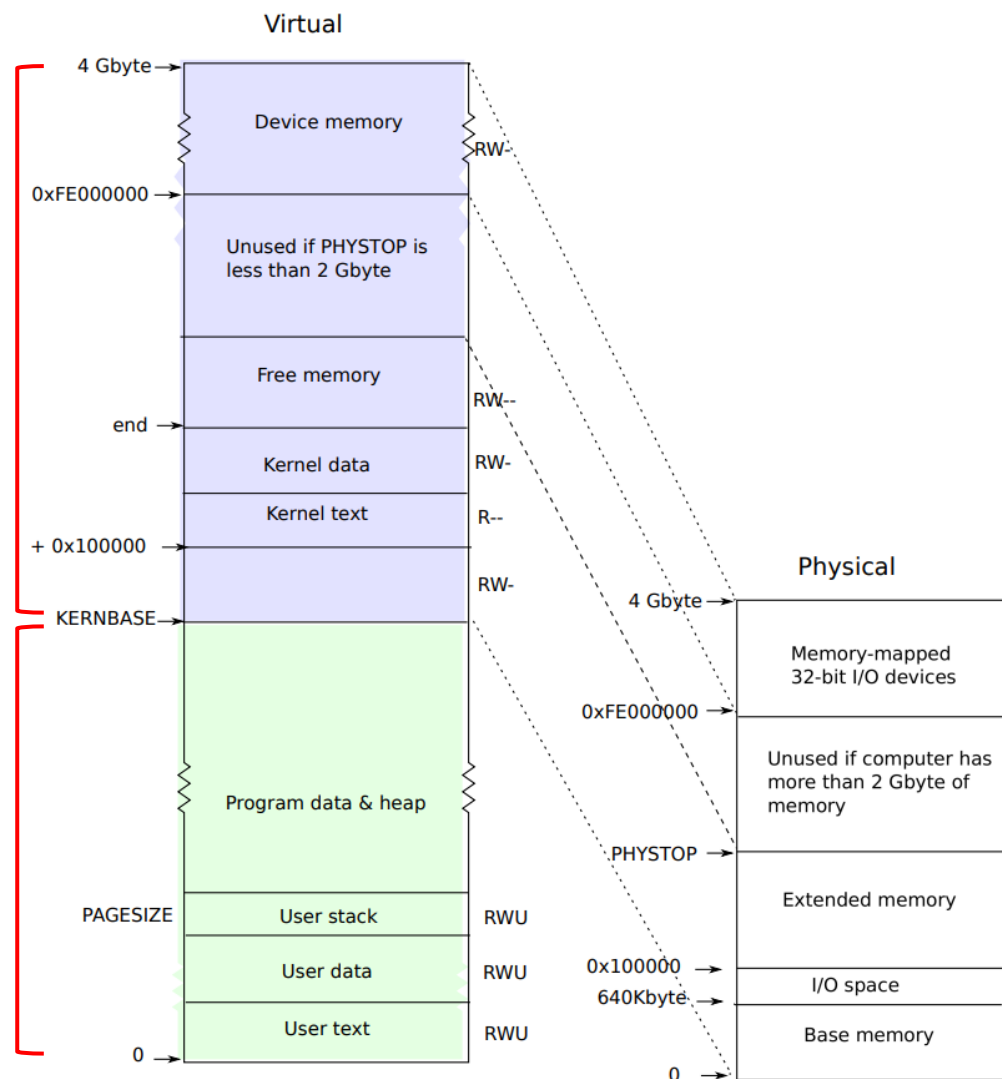 Virtual
4 Gbyte
Device memory
RW-
0xFE000000
Unused if PHYSTOP is
less than 2 Gbyte
Free memory
RW--
end
Kernel data
RW-
Kernel text
R--
+ 0x100000
RW-
KERNBASE
Program data & heap
PAGESIZE
User stack
RWU
User data
RWU
User text
RWU
0
Physical
4 Gbyte
Memory-mapped
32-bit I/O devices
0xFE000000
Unused if computer has
more than 2 Gbyte of
memory
PHYSTOP
Extended memory
0x100000
I/O space
640Kbyte
Base memory
0